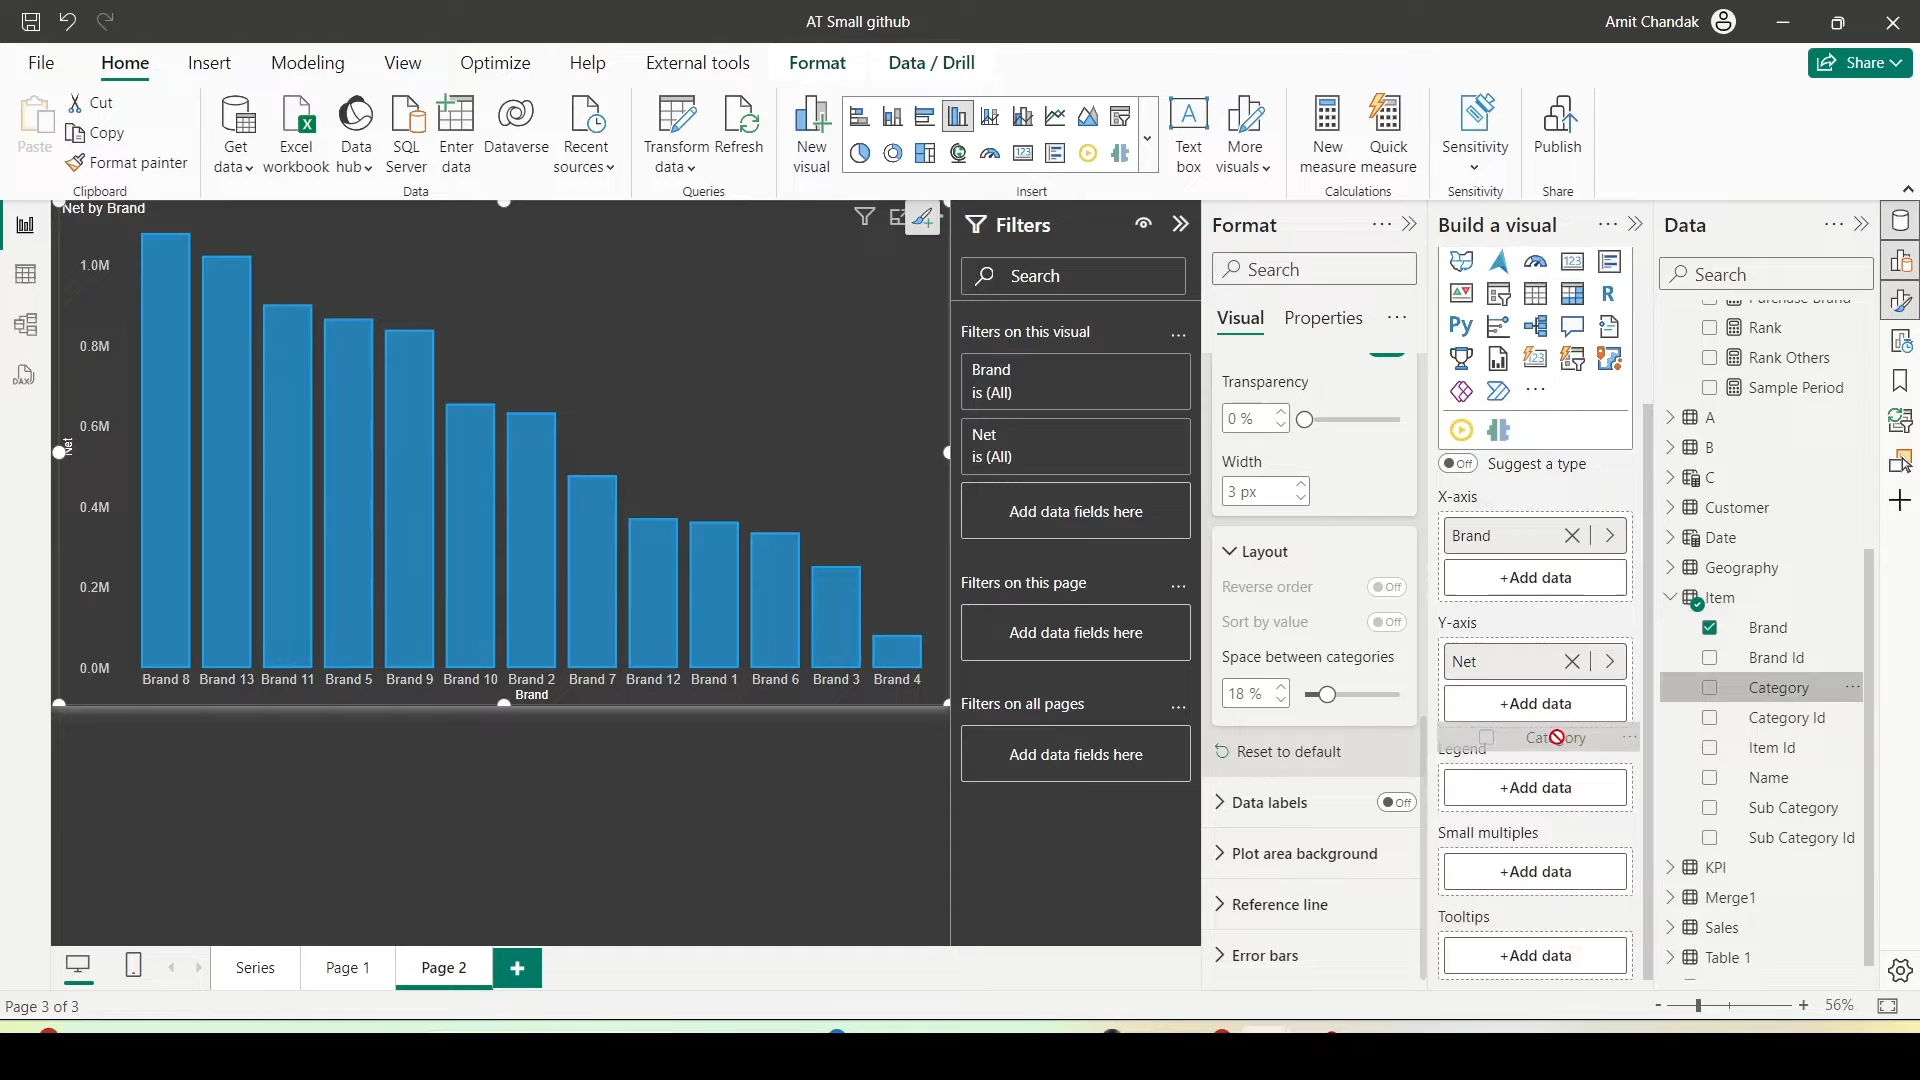 AT Small github
Amit Chandak
File
Home
Insert
Modeling
View
Optimize
Help
External tools
Format
Data / Drill
Share
Paste
Cut
Copy
Format painter
Clipboard
Get data
Excel workbook
Data hub
SQL Server
Enter data
Dataverse
Recent sources
Data
Transform data
Refresh
Queries
New visual
Text box
More visuals
Insert
New measure
Quick measure
Calculations
Sensitivity
Sensitivity
Publish
Share
Net by Brand
1.0M
0.8M
0.6M
0.4M
0.2M
0.0M
Net
Brand 8
Brand 13
Brand 11
Brand 5
Brand 9
Brand 10
Brand 2
Brand 7
Brand 12
Brand 1
Brand 6
Brand 3
Brand 4
Brand
Filters
Search
Filters on this visual
Brand
is (All)
Net
is (All)
Add data fields here
Filters on this page
Add data fields here
Filters on all pages
Add data fields here
Format
Search
Visual
Properties
Transparency
0 %
Width
3 px
Layout
Reverse order
Off
Sort by value
Off
Space between categories
18 %
Reset to default
Data labels
Off
Plot area background
Reference line
Error bars
Build a visual
123
R
Py
123
Off
Suggest a type
X-axis
Brand
+Add data
Y-axis
Net
+Add data
Category
Legend
+Add data
Small multiples
+Add data
Tooltips
+Add data
Data
Search
Purchase Brand
Rank
Rank Others
Sample Period
A
B
C
Customer
Date
Geography
Item
Brand
Brand Id
Category
Category Id
Item Id
Name
Sub Category
Sub Category Id
KPI
Merge1
Sales
Table 1
DAX
Series
Page 1
Page 2
Page 3 of 3
56%